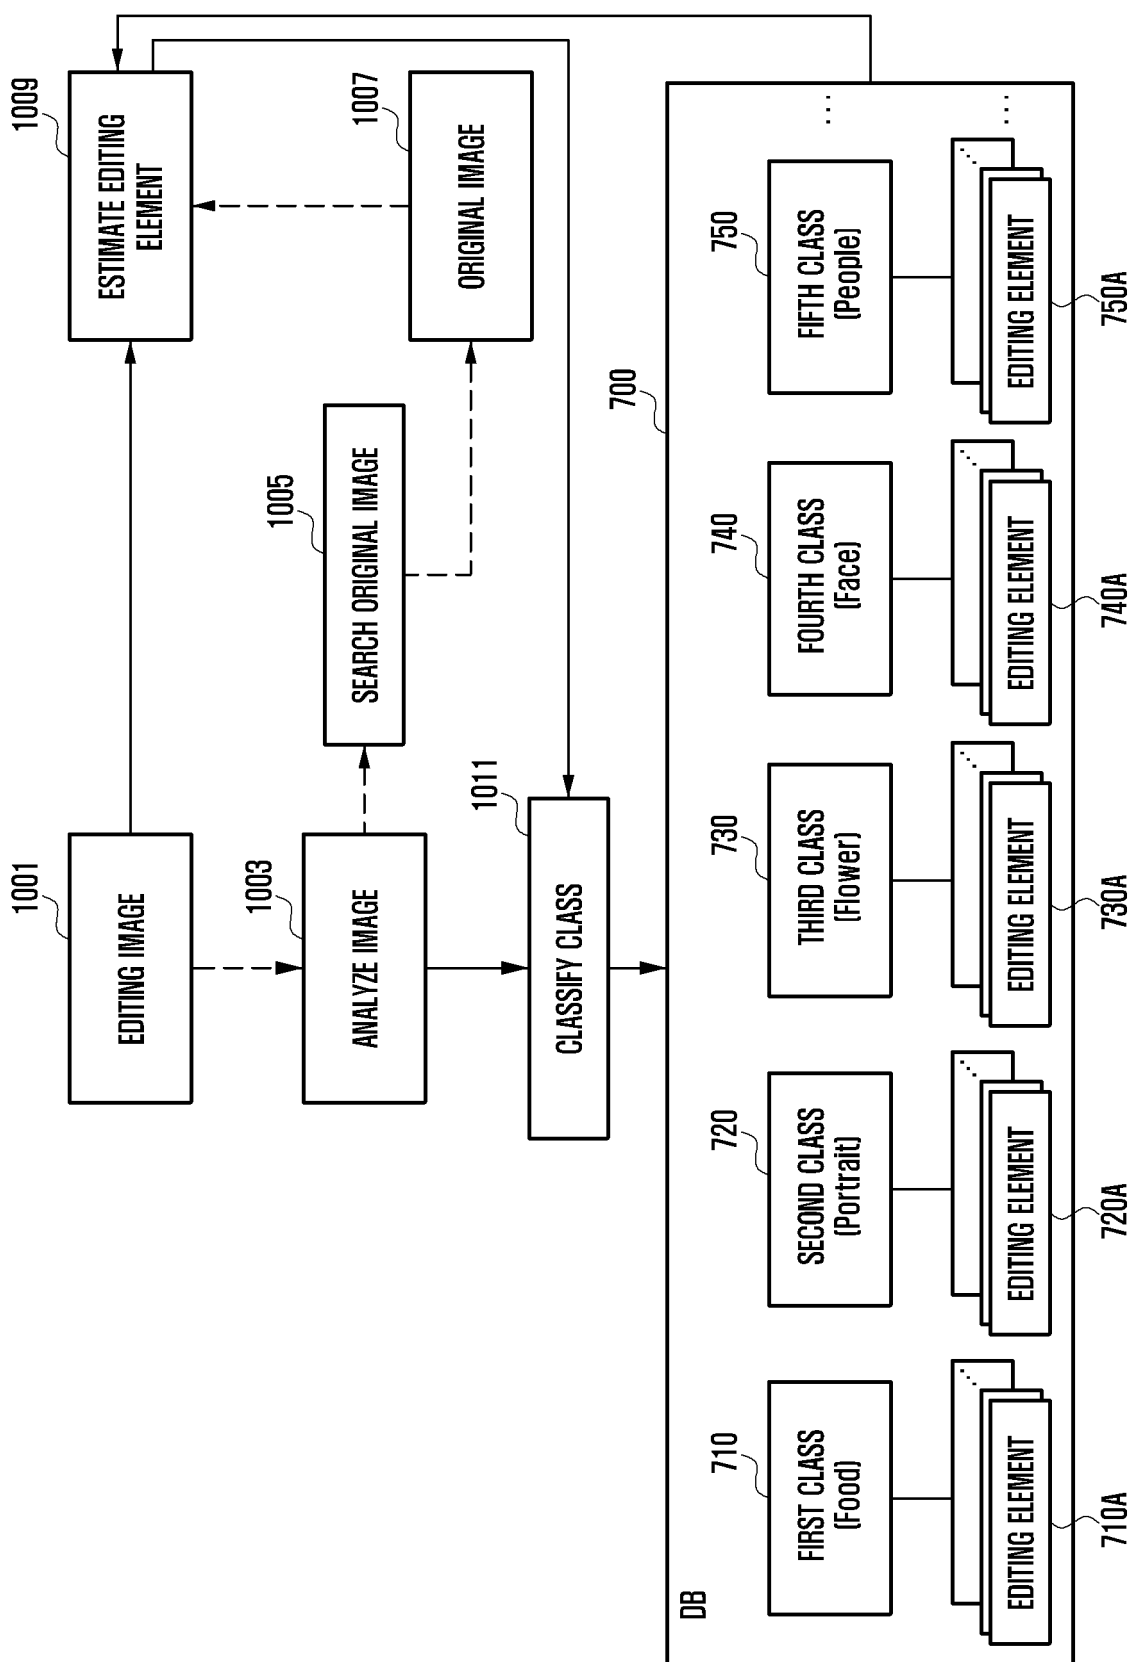 1001
EDITING IMAGE
1009
ESTIMATE EDITING
ELEMENT
1003
ANALYZE IMAGE
1005
SEARCH ORIGINAL IMAGE
1007
ORIGINAL IMAGE
1011
CLASSIFY CLASS
700
DB
710
FIRST CLASS
(Food)
720
SECOND CLASS
(Portrait)
730
THIRD CLASS
(Flower)
740
FOURTH CLASS
(Face)
750
FIFTH CLASS
(People)
...
EDITING ELEMENT
710A
EDITING ELEMENT
720A
EDITING ELEMENT
730A
EDITING ELEMENT
740A
EDITING ELEMENT
750A
...